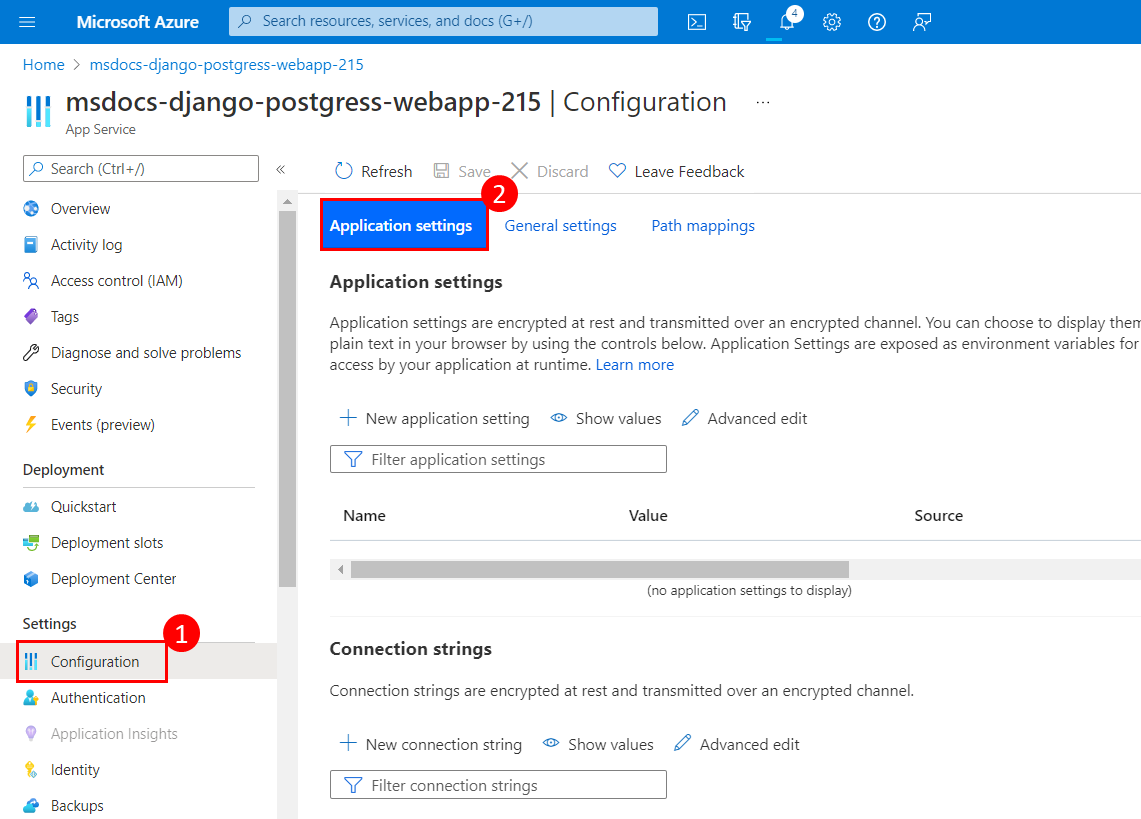 Microsoft Azure
Search resources, services, and docs (G+/)
4
Home > msdocs-django-postgress-webapp-215
msdocs-django-postgress-webapp-215 | Configuration ...
App Service
Search (Ctrl+/)
«
Overview
Activity log
Access control (IAM)
Tags
Diagnose and solve problems
Security
Events (preview)
Deployment
Quickstart
Deployment slots
Deployment Center
Settings
1
Configuration
Authentication
Application Insights
Identity
Backups
Refresh
Save
Discard
Leave Feedback
2
Application settings
General settings
Path mappings
Application settings
Application settings are encrypted at rest and transmitted over an encrypted channel. You can choose to display them
plain text in your browser by using the controls below. Application Settings are exposed as environment variables for
access by your application at runtime. Learn more
New application setting
Show values
Advanced edit
Filter application settings
Name
Value
Source
(no application settings to display)
Connection strings
Connection strings are encrypted at rest and transmitted over an encrypted channel.
New connection string
Show values
Advanced edit
Filter connection strings